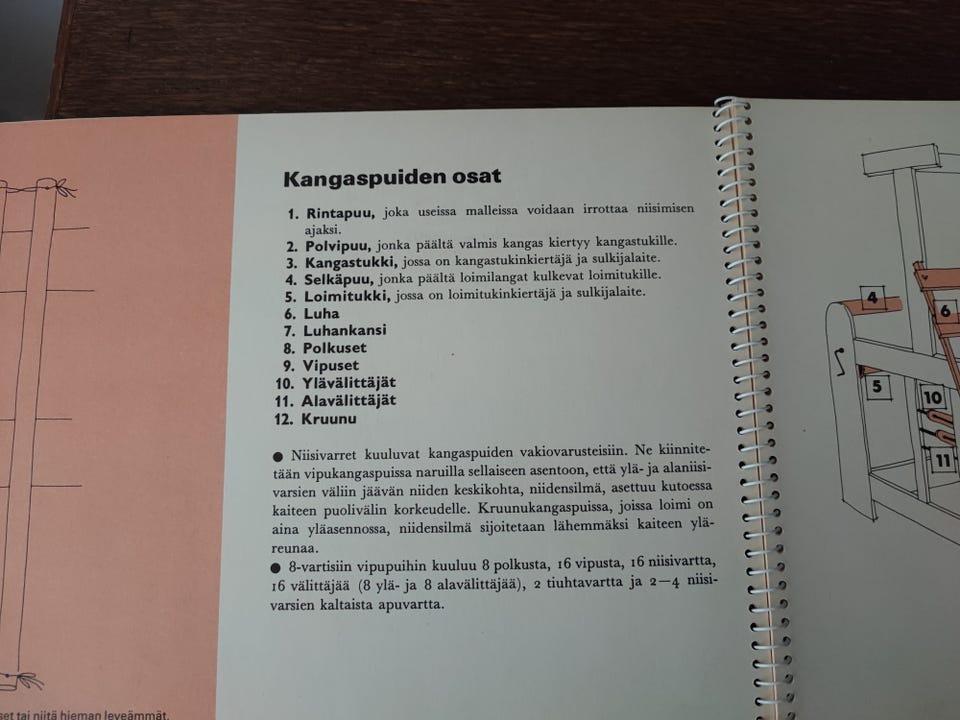 Kangaspuiden osat
1. Rintapuu, joka useissa malleissa voidaan irrottaa niisimisen
ajaksi.
2. Polvipuu, jonka päältä valmis kangas kiertyy kangastukille.
3. Kangastukki, jossa on kangastukinkiertäjä ja sulkijalaite.
4. Selkäpuu, jonka päältä loimilangat kulkevat loimitukille.
5. Loimitukki, jossa on loimitukinkiertäjä ja sulkijalaite.
6. Luha
7. Luhankansi
8. Polkuset
9. Vipuset
10. Ylävälittäjät
11. Alavälittäjät
12. Kruunu
● Niisivarret kuuluvat kangaspuiden vakiovarusteisiin. Ne kiinnite-
tään vipukangaspuissa naruilla sellaiseen asentoon, että ylä- ja alaniisi-
varsien väliin jäävän niiden keskikohta, niidensilmä, asettuu kutoessa
kaiteen puolivälin korkeudelle. Kruunukangaspuissa, joissa loimi on
aina yläasennossa, niidensilmä sijoitetaan lähemmäksi kaiteen ylä-
reunaa.
● 8-vartisiin vipupuihin kuuluu 8 polkusta, 16 vipusta, 16 niisivartta,
16 välittäjää (8 ylä- ja 8 alavälittäjää), 2 tiuhtavartta ja 2—4 niisi-
varsien kaltaista apuvartta.
set tai niitä hieman leveämmät.
4
6
5
10
11